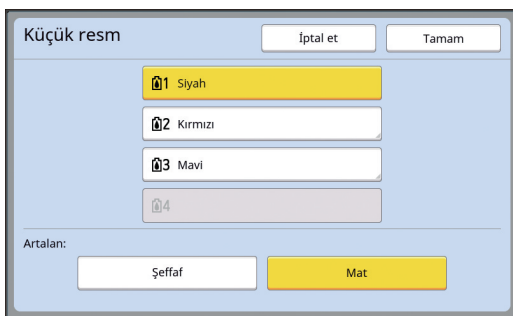 Küçük resm
İptal et
Tamam
1 Siyah
2 Kırmızı
3 Mavi
4
Artalan:
Şeffaf
Mat